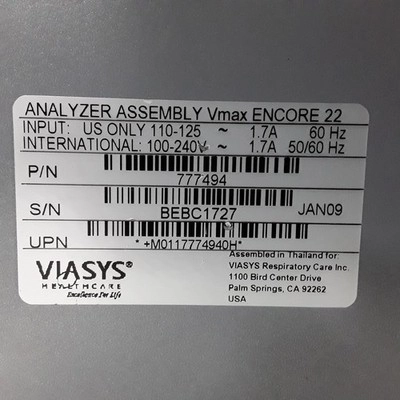 ANALYZER ASSEMBLY Vmax ENCORE 22
INPUT: US ONLY 110-125 ~ 1.7A 60 Hz
INTERNATIONAL: 100-240V ~ 1.7A 50/60 Hz
P/N
777494
S/N
BEBC1727 JAN09
UPN
* +M0117774940H*
VIASYS®
HEALTHCARE
Excellence For Life
Assembled in Thailand for:
VIASYS Respiratory Care Inc.
1100 Bird Center Drive
Palm Springs, CA 92262
USA